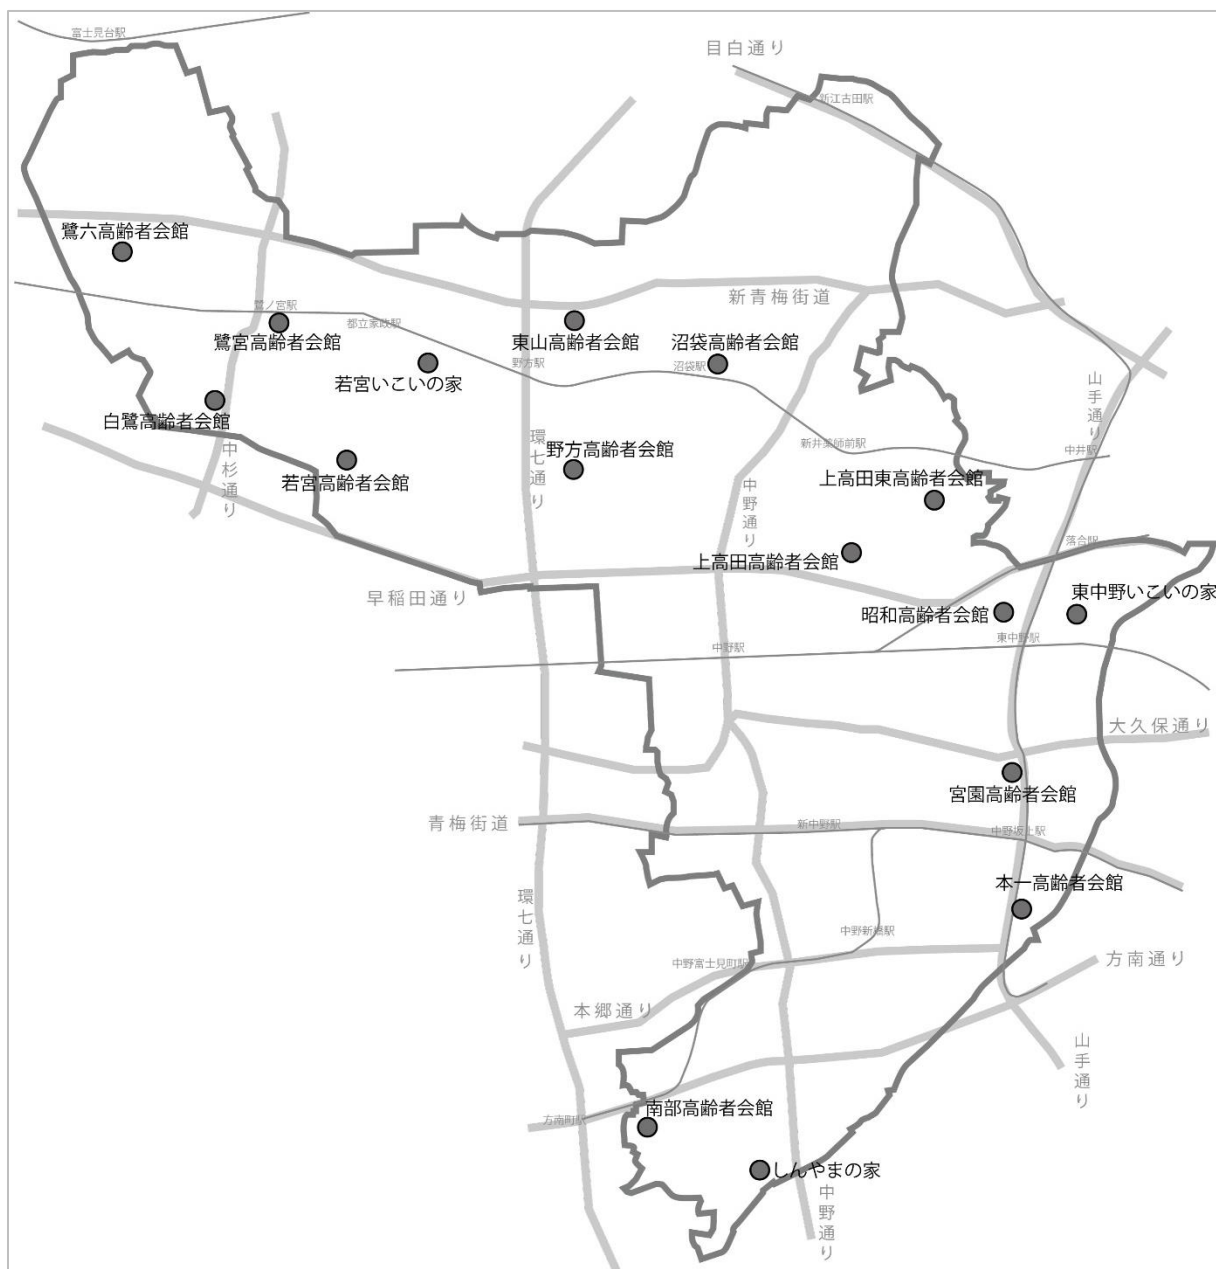 富士見台駅
目白通り
新江古田駅
鷺六高齢者会館
新青梅街道
鷺ノ宮駅
都立家政駅
鷺宮高齢者会館
東山高齢者会館
沼袋高齢者会館
野方駅
沼袋駅
若宮いこいの家
山手通り
白鷺高齢者会館
中杉通り
環七通り
新井薬師前駅
中井駅
野方高齢者会館
若宮高齢者会館
中野通り
上高田東高齢者会館
落合駅
上高田高齢者会館
早稲田通り
東中野いこいの家
昭和高齢者会館
東中野駅
中野駅
大久保通り
宮園高齢者会館
青梅街道
新中野駅
中野坂上駅
本一高齢者会館
環七通り
中野新橋駅
中野富士見町駅
方南通り
本郷通り
山手通り
南部高齢者会館
方南町駅
しんやまの家
中野通り